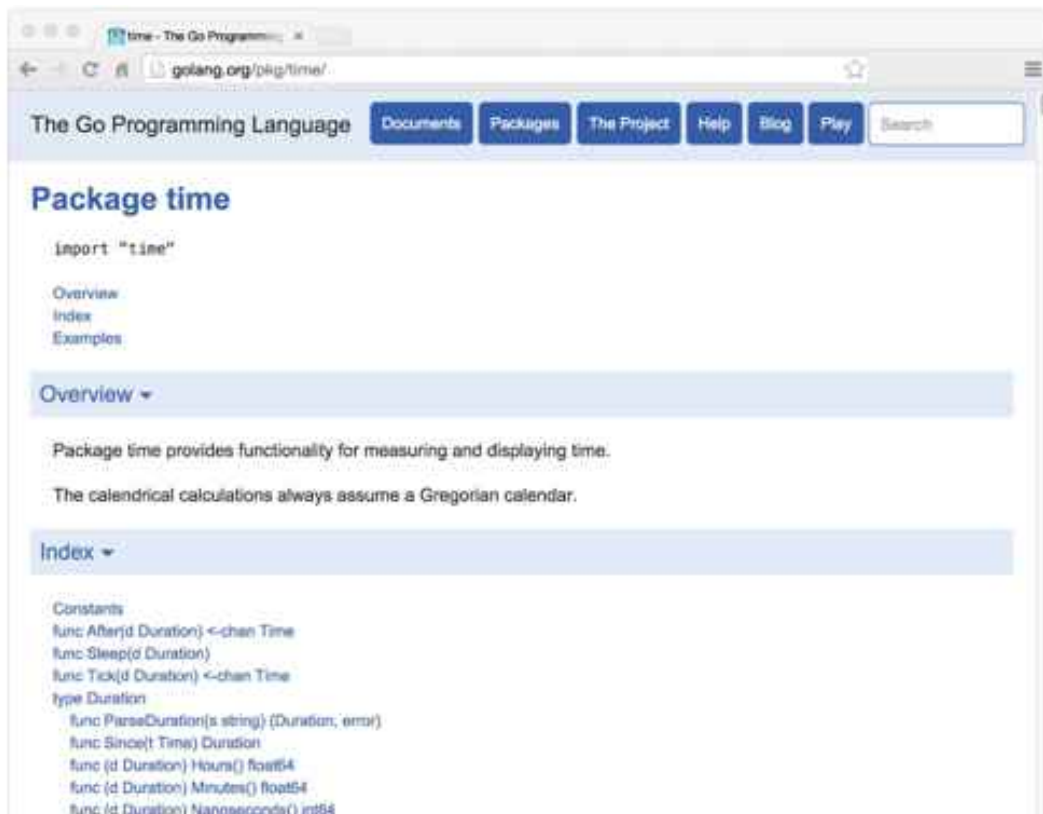 time - The Go Programming
golang.org/pkg/time/
The Go Programming Language
Documents
Packages
The Project
Help
Blog
Play
Search
Package time
import "time"
Overview
Index
Examples
Overview
Package time provides functionality for measuring and displaying time.
The calendrical calculations always assume a Gregorian calendar.
Index
Constants
func After(d Duration) <-chan Time
func Sleep(d Duration)
func Tick(d Duration) <-chan Time
type Duration
func ParseDuration(s string) (Duration, error)
func Since(t Time) Duration
func (d Duration) Hours() float64
func (d Duration) Minutes() float64
func (d Duration) Nanoseconds() int64